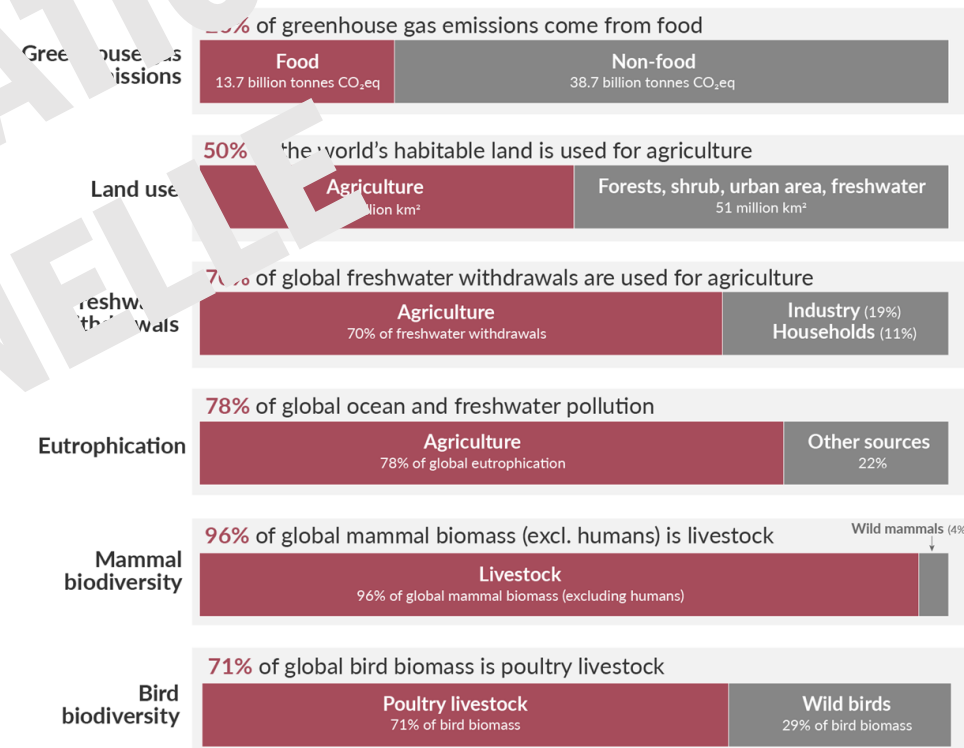 of greenhouse gas emissions come from food
Food
Non-food
13.7 billion tonnes CO₂eq
38.7 billion tonnes CO₂eq
50% the world's habitable land is used for agriculture
Land use
Agriculture
Forests, shrub, urban area, freshwater
km²
51 million km²
of global freshwater withdrawals are used for agriculture
Agriculture
70% of freshwater withdrawals
Industry (19%)
Households (11%)
78% of global ocean and freshwater pollution
Eutrophication
Agriculture
78% of global eutrophication
Other sources
22%
96% of global mammal biomass (excl. humans) is livestock
Wild mammals (4%
Mammal
biodiversity
Livestock
96% of global mammal biomass (excluding humans)
71% of global bird biomass is poultry livestock
Bird
biodiversity
Poultry livestock
71% of bird biomass
Wild birds
29% of bird biomass